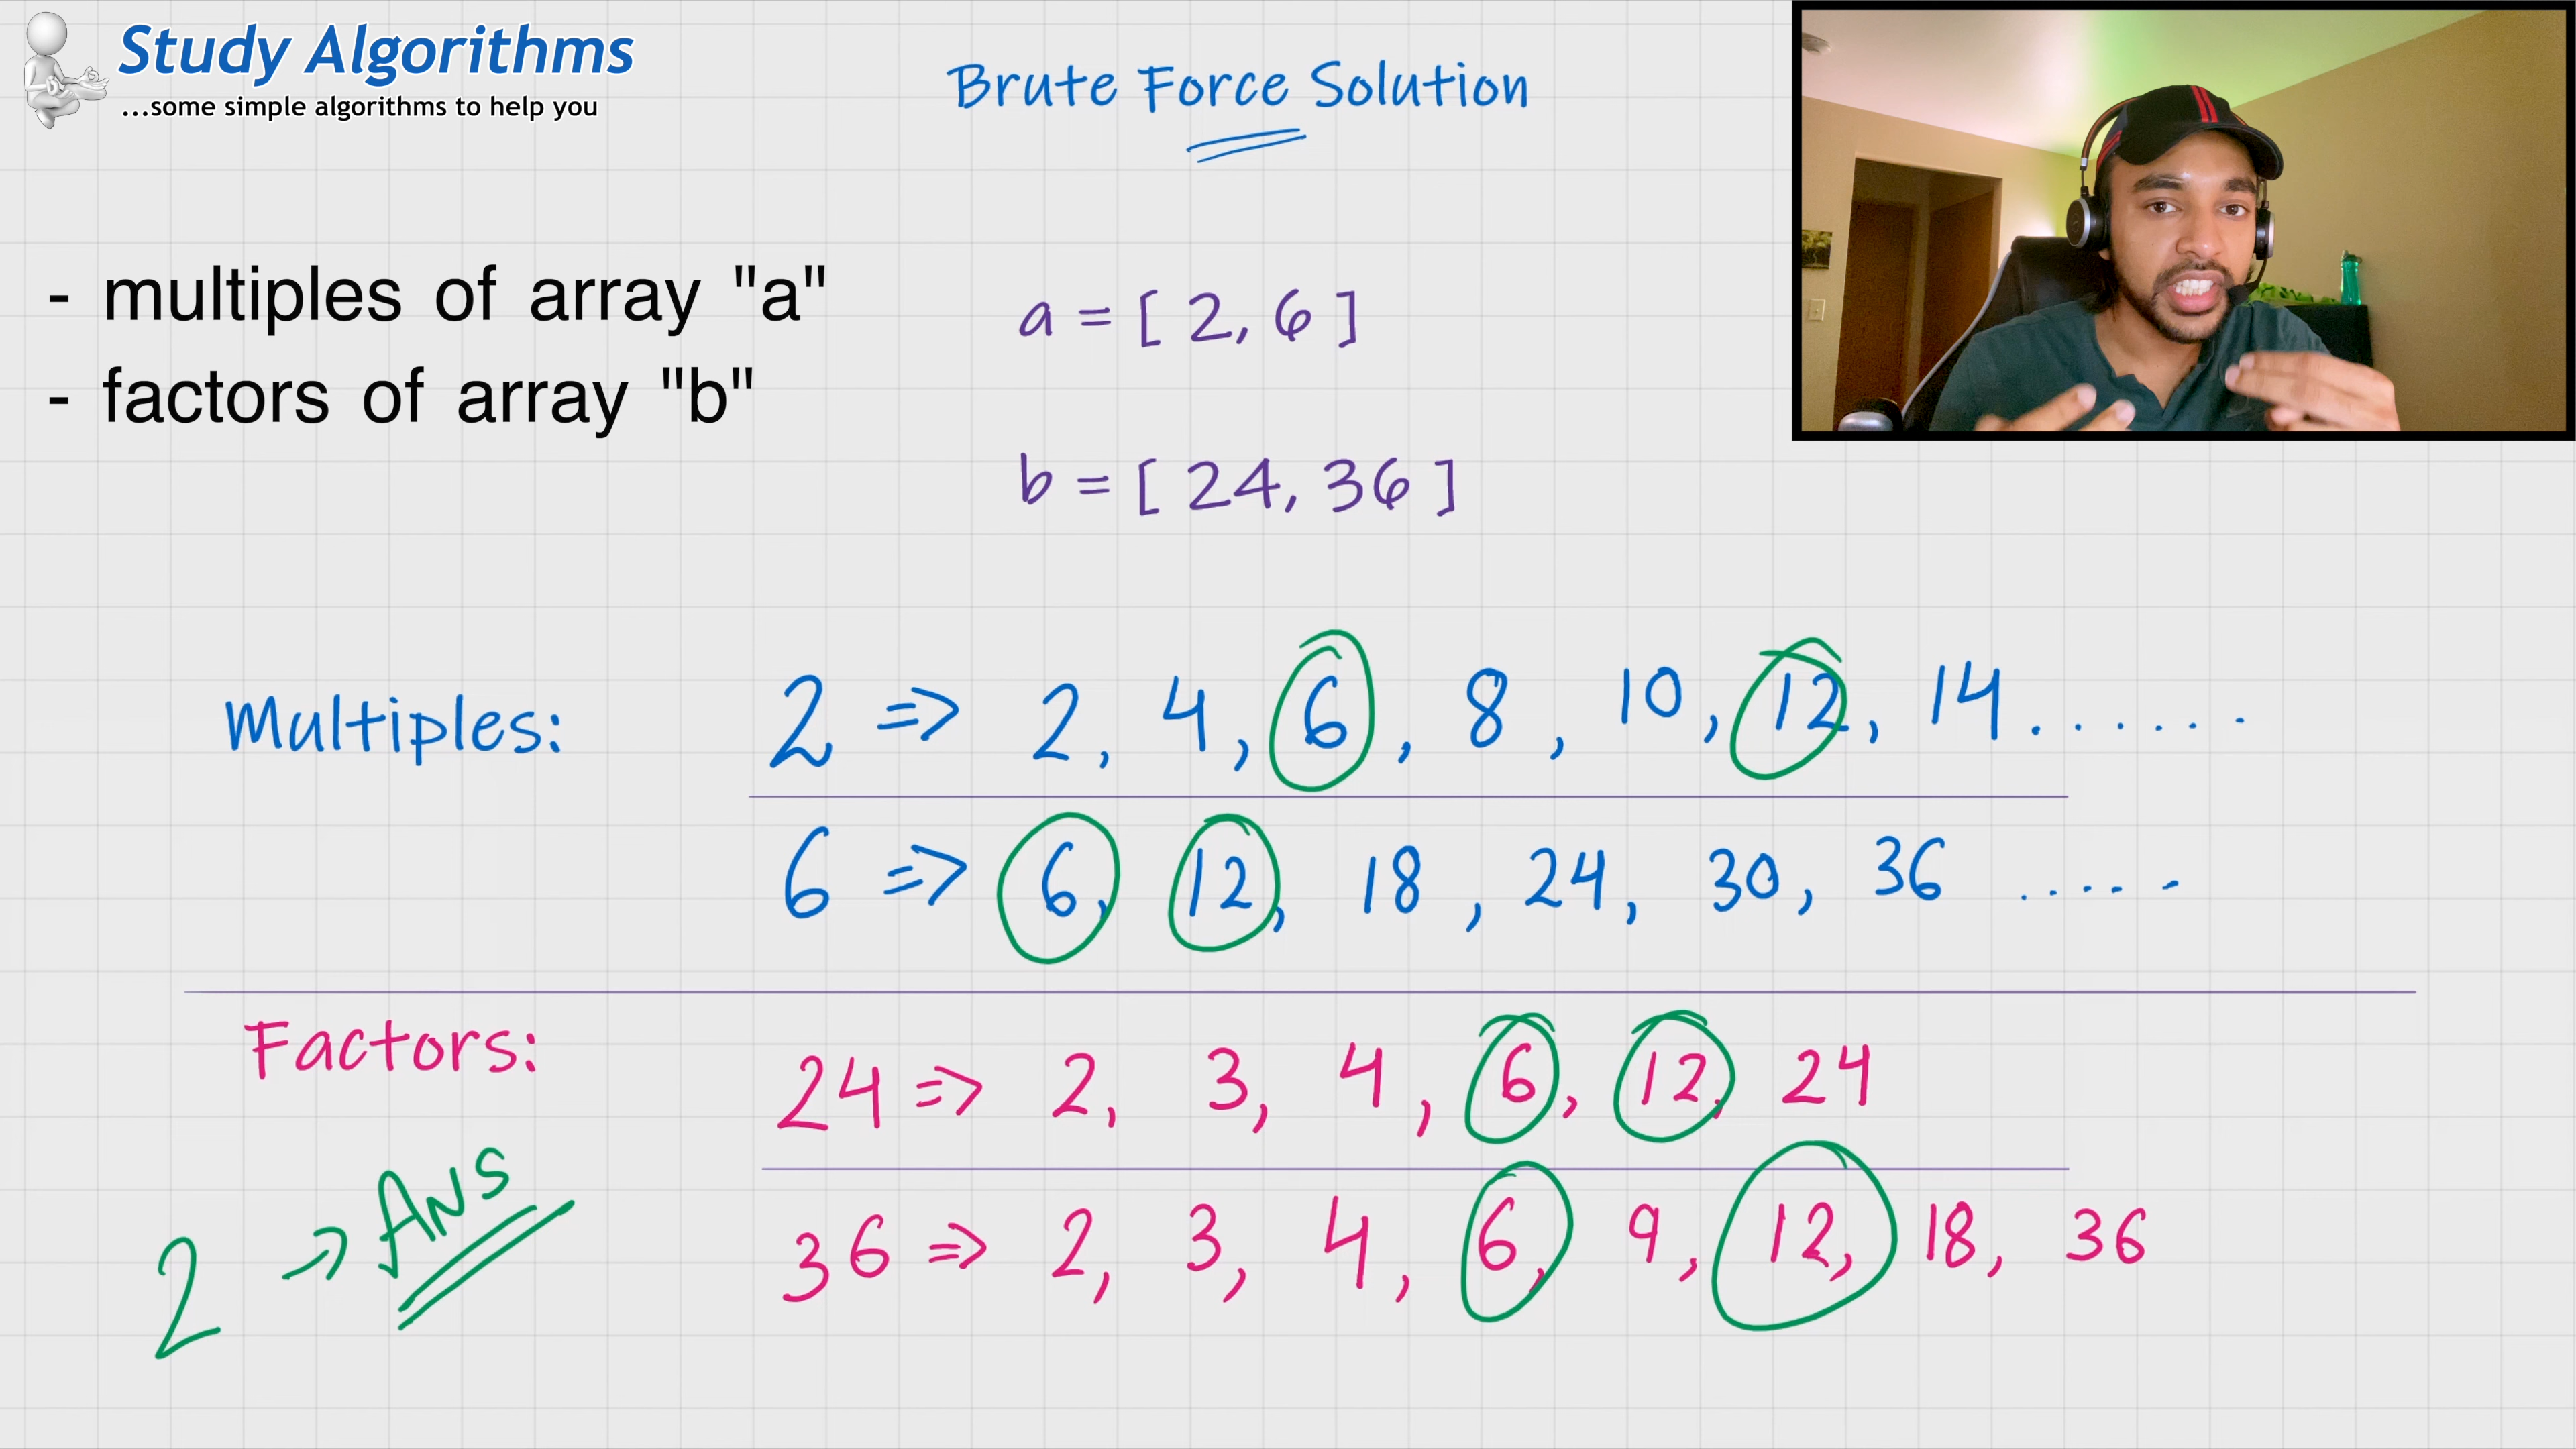 Study Algorithms
...some simple algorithms to help you
Brute Force Solution
- multiples of array "a"
- factors of array "b"
a = [ 2, 6 ]
b = [ 24, 36 ]
Multiples: 2 => 2, 4, 6, 8, 10, 12, 14.......
6 => 6, 12, 18, 24, 30, 36 .....
Factors: 24 => 2, 3, 4, 6, 12, 24
36 => 2, 3, 4, 6, 9, 12, 18, 36
2 → Ans